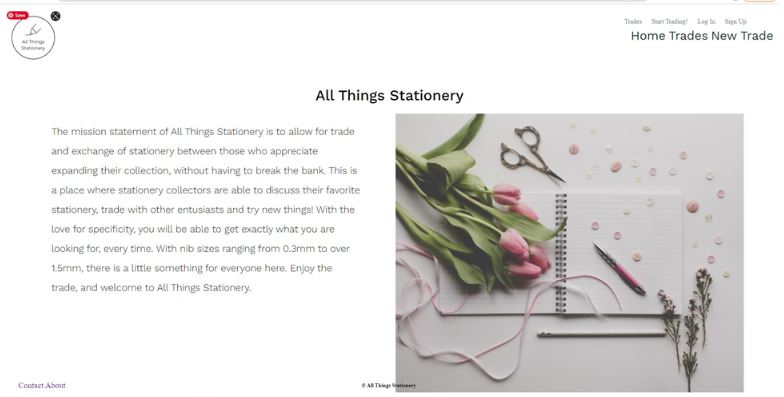 Save
All Things
Stationery
Trades Start Trading! Log In Sign Up
Home Trades New Trade
All Things Stationery
The mission statement of All Things Stationery is to allow for trade
and exchange of stationery between those who appreciate
expanding their collection, without having to break the bank. This is
a place where stationery collectors are able to discuss their favorite
stationery, trade with other entusiasts and try new things! With the
love for specificity, you will be able to get exactly what you are
looking for, every time. With nib sizes ranging from 0.3mm to over
1.5mm, there is a little something for everyone here. Enjoy the
trade, and welcome to All Things Stationery.
Contact About
© All Things Stationery